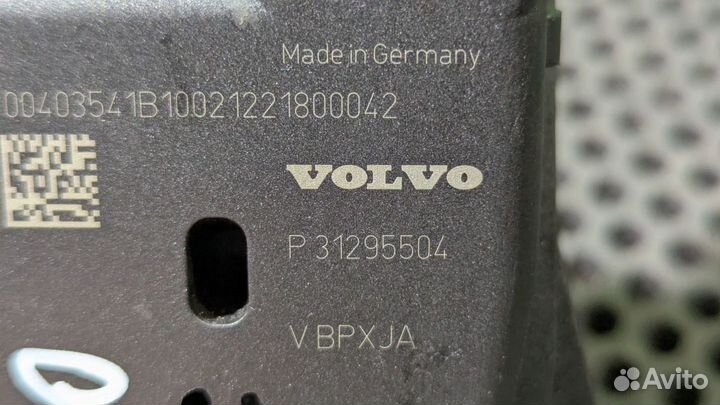 Made in Germany
00403541B10021221800042
VOLVO
P 31295504
V BPXJA
Avito